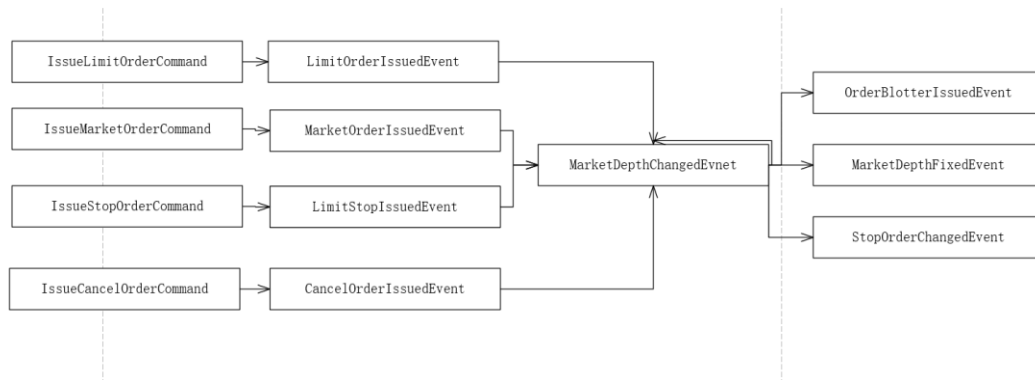 IssueLimitOrderCommand
LimitOrderIssuedEvent
OrderBlotterIssuedEvent
IssueMarketOrderCommand
MarketOrderIssuedEvent
MarketDepthChangedEvnet
MarketDepthFixedEvent
IssueStopOrderCommand
LimitStopIssuedEvent
StopOrderChangedEvent
IssueCancelOrderCommand
CancelOrderIssuedEvent